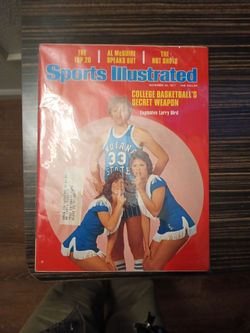 THE TOP 20 | AL McGUIRE SPEAKS OUT | THE HOT SHOTS
Sports Illustrated
COLLEGE BASKETBALL'S
SECRET WEAPON
Explosive Larry Bird
INDIANA
STATE
33